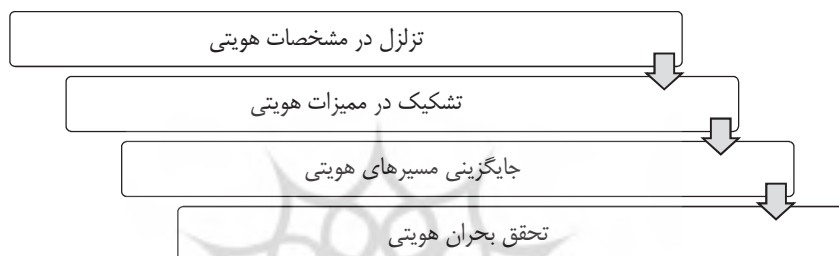 تزلزل در مشخصات هویتی
تشکیک در ممیزات هویتی
جایگزینی مسیرهای هویتی
تحقق بحران هویتی